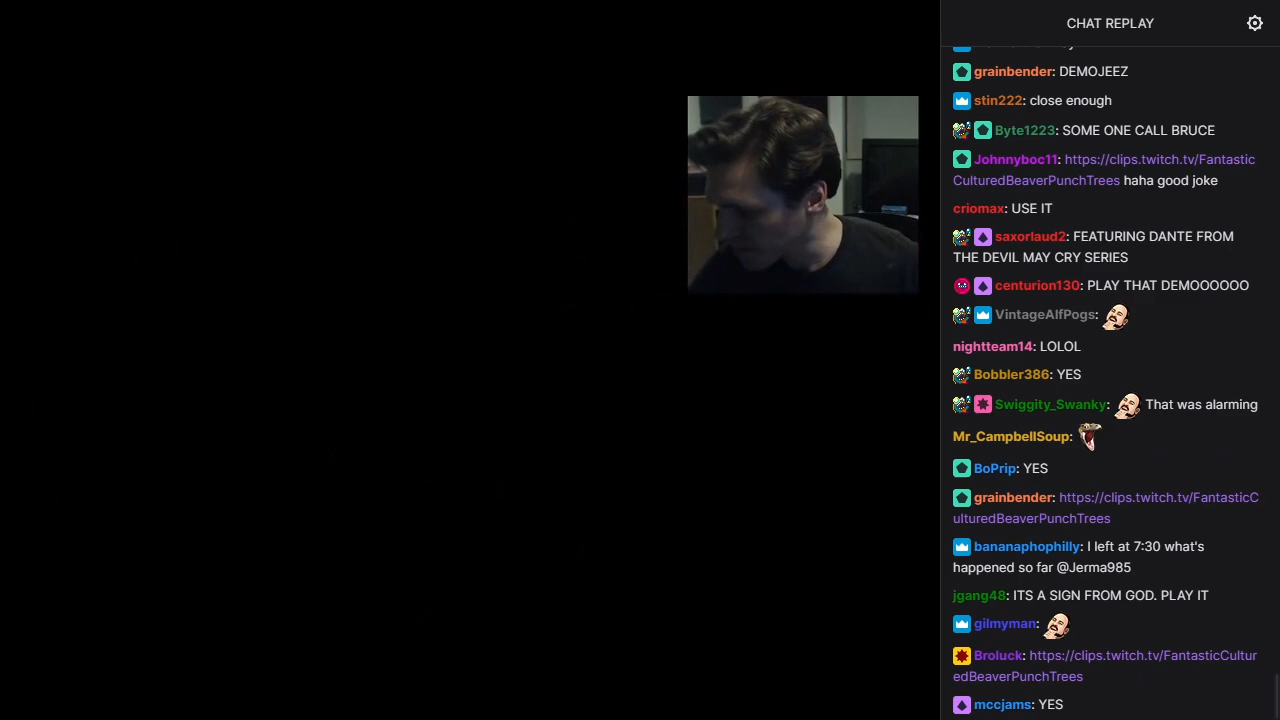 CHAT REPLAY
grainbender: DEMOJEEZ
stin222: close enough
Byte1223: SOME ONE CALL BRUCE
Johnnyboc11: https://clips.twitch.tv/Fantastic
CulturedBeaverPunchTrees haha good joke
criomax: USE IT
saxorlaud2: FEATURING DANTE FROM
THE DEVIL MAY CRY SERIES
centurion130: PLAY THAT DEMOOOOOO
VintageAlfPogs:
nightteam14: LOLOL
Bobbler386: YES
Swiggity_Swanky: That was alarming
Mr_CampbellSoup:
BoPrip: YES
grainbender: https://clips.twitch.tv/FantasticC
ulturedBeaverPunchTrees
bananaphophilly: I left at 7:30 what's
happened so far @Jerma985
jgang48: ITS A SIGN FROM GOD. PLAY IT
gilmyman:
Broluck: https://clips.twitch.tv/FantasticCultur
edBeaverPunchTrees
mccjams: YES